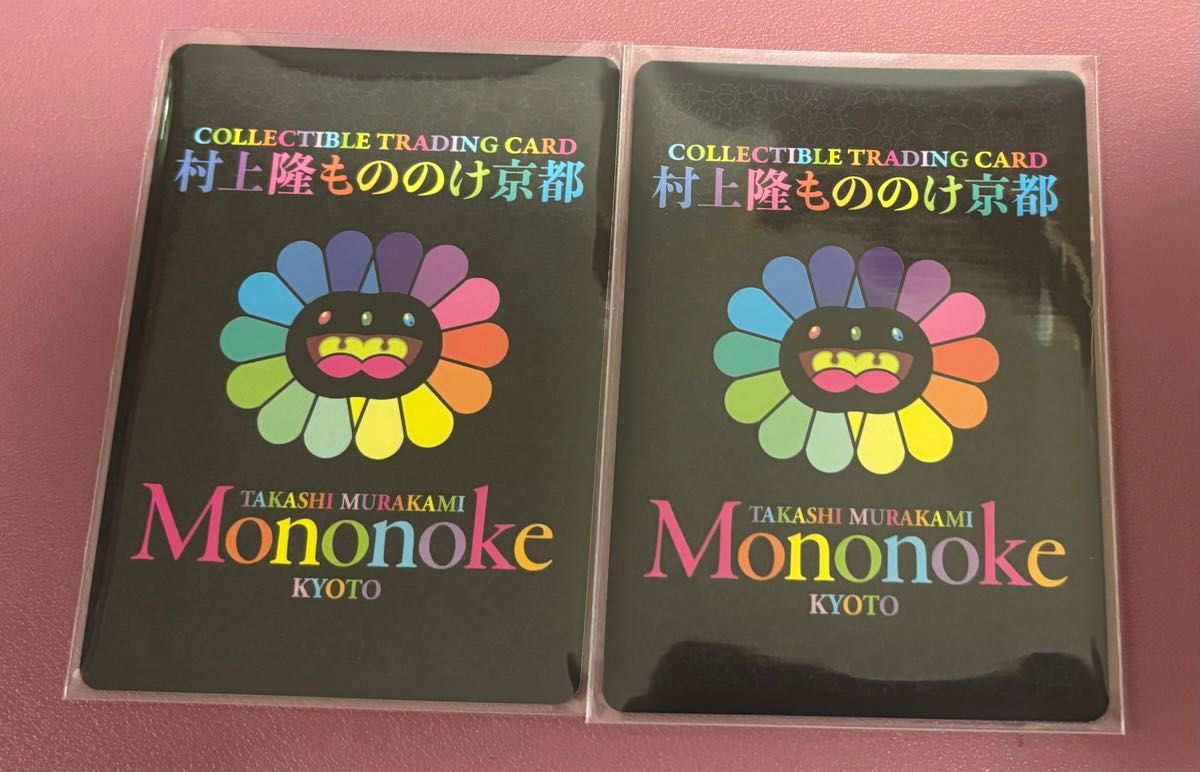 COLLECTIBLE TRADING CARD
村上隆もののけ京都
TAKASHI MURAKAMI
Mononoke
KYOTO
COLLECTIBLE TRADING CARD
村上隆もののけ京都
TAKASHI MURAKAMI
Mononoke
KYOTO